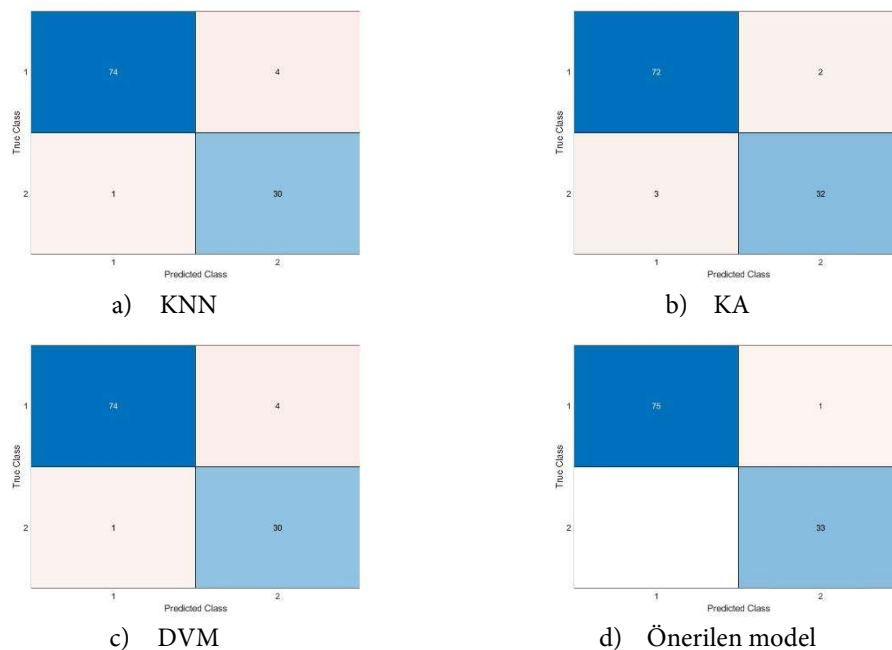 1
74
4
True Class
2
1
30
1
2
Predicted Class
a) KNN
1
72
2
True Class
2
3
32
1
2
Predicted Class
b) KA
1
74
4
True Class
2
1
30
1
2
Predicted Class
c) DVM
1
75
1
True Class
2
33
1
2
Predicted Class
d) Önerilen model